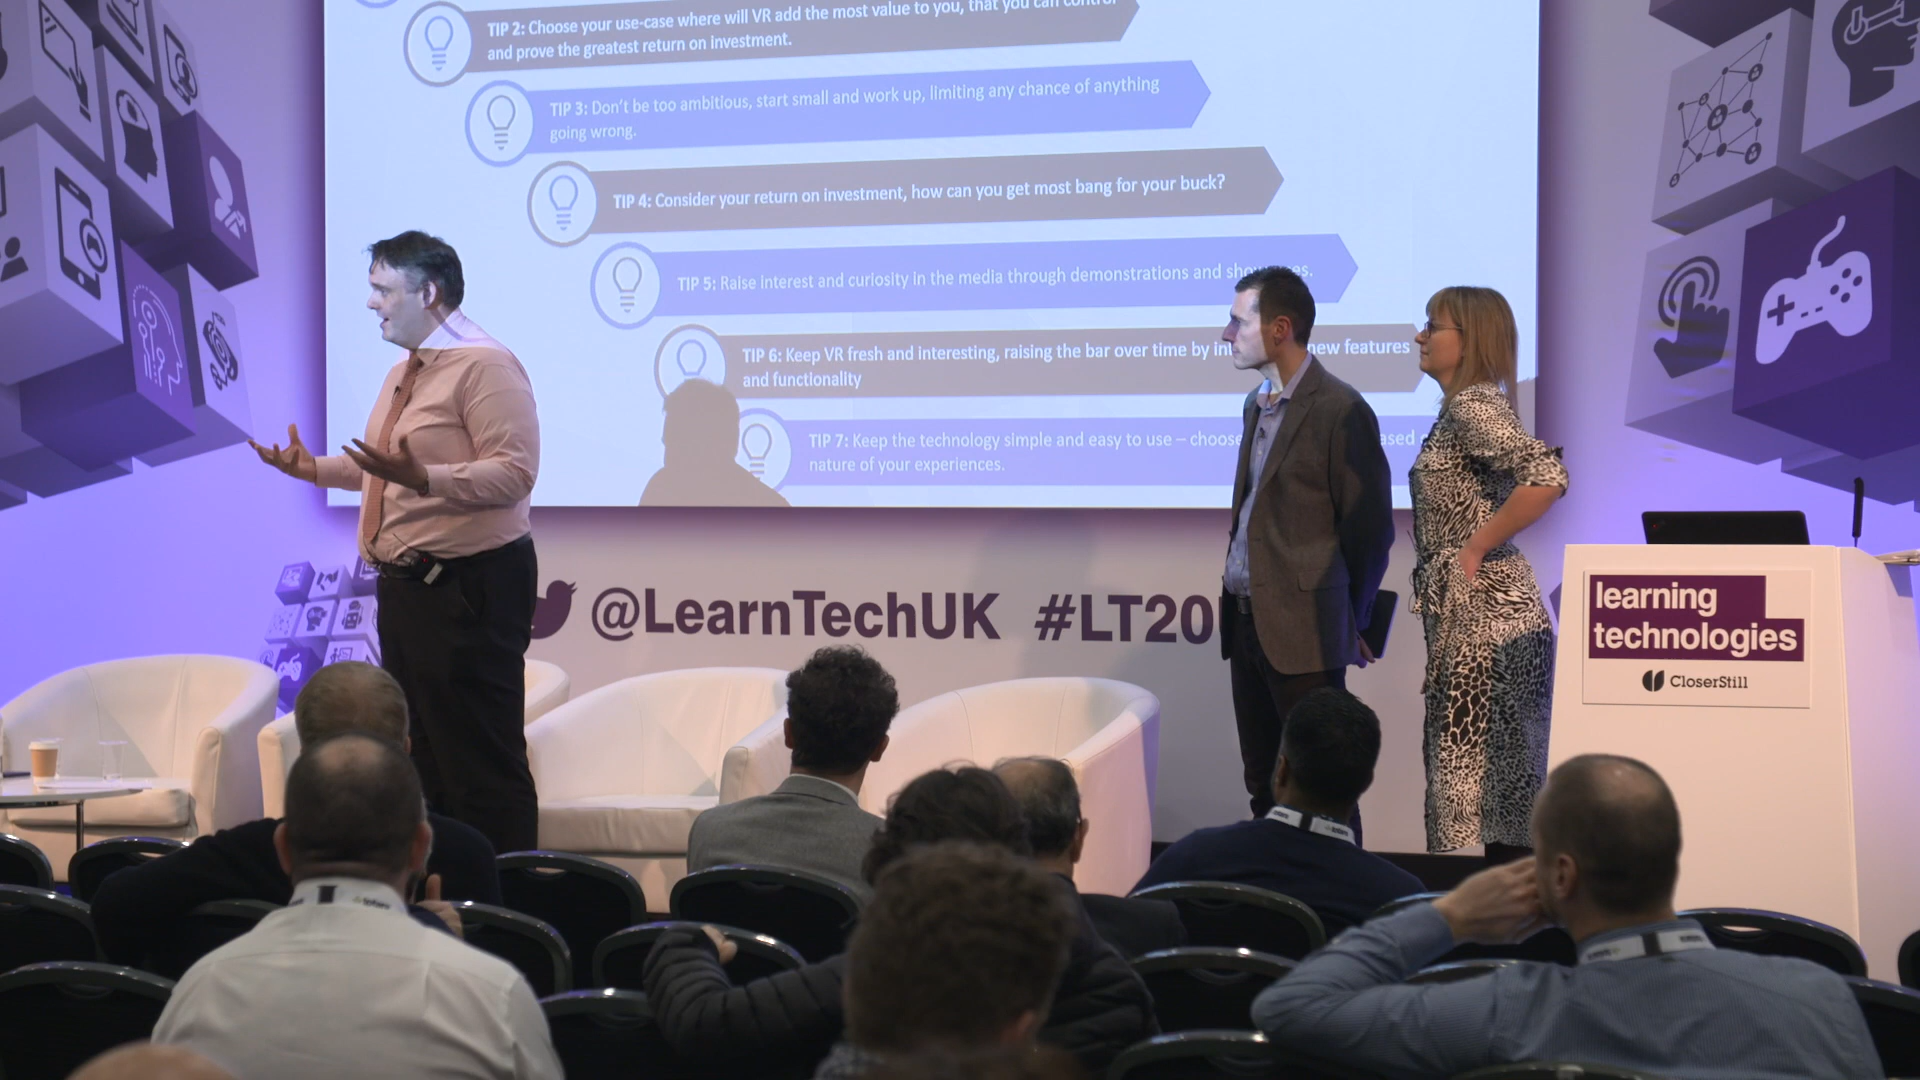 TIP 2: Choose your use-case where will VR add the most value to you, that you can control
and prove the greatest return on investment.
TIP 3: Don't be too ambitious, start small and work up, limiting any chance of anything
going wrong.
TIP 4: Consider your return on investment, how can you get most bang for your buck?
TIP 5: Raise interest and curiosity in the media through demonstrations and
TIP 6: Keep VR fresh and interesting, raising the bar over time by new features
and functionality
TIP 7: Keep the technology simple and easy to use – choose
nature of your experiences.
@LearnTechUK #LT20
learning
technologies
CloserStill